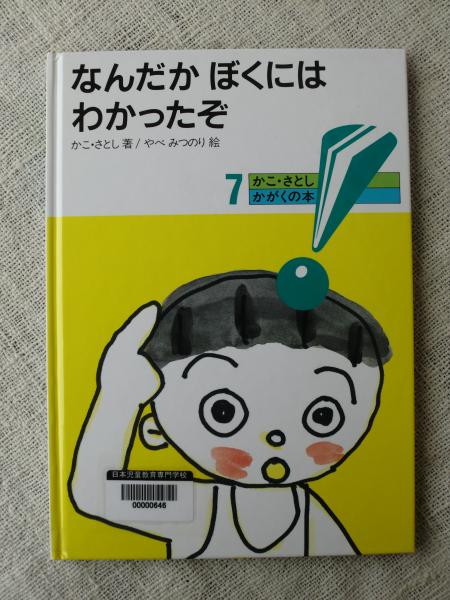 なんだか ぼくには
わかったぞ
かこ・さとし 著/やべ みつのり 絵
7
かこ・さとし
かがくの本
日本児童教育専門学校
00000646